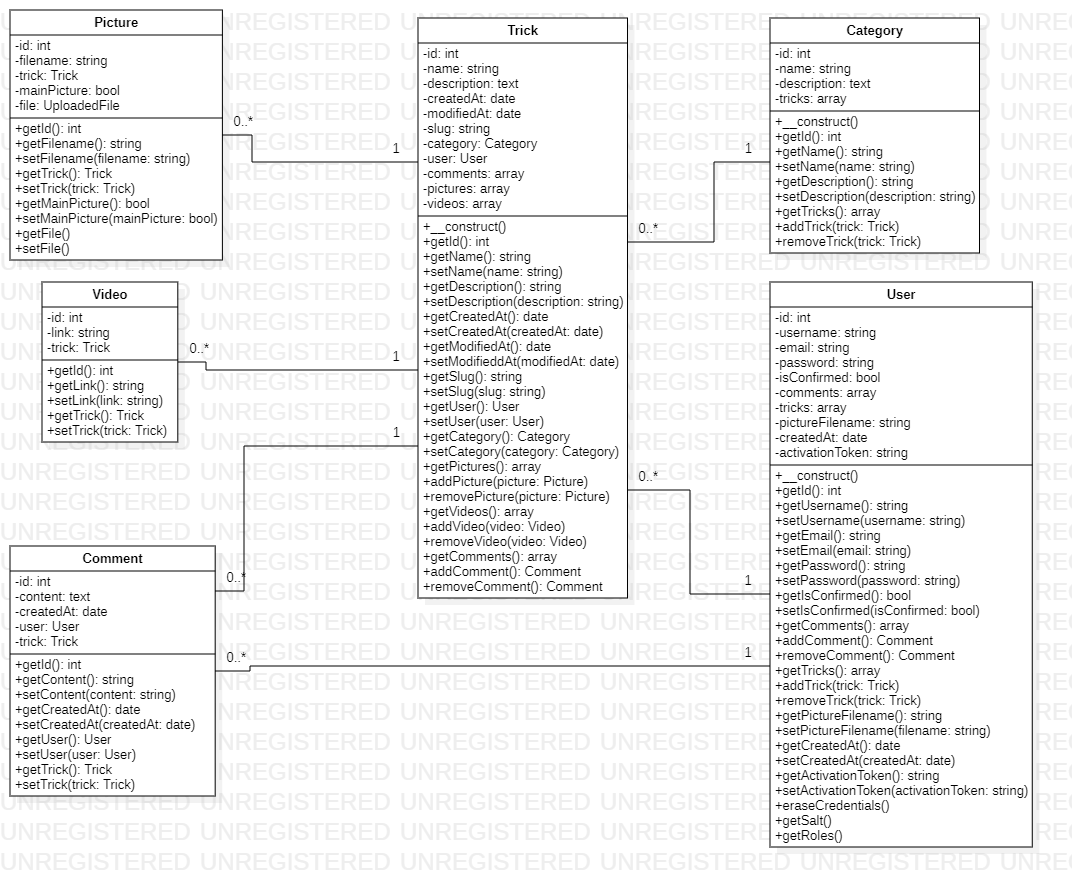 Picture
-id: int
-filename: string
-trick: Trick
-mainPicture: bool
-file: UploadedFile
+getId(): int
+getFilename(): string
+setFilename(filename: string)
+getTrick(): Trick
+setTrick(trick: Trick)
+getMainPicture(): bool
+setMainPicture(mainPicture: bool)
+getFile()
+setFile()
0..*
1
Video
-id: int
-link: string
-trick: Trick
+getId(): int
+getLink(): string
+setLink(link: string)
+getTrick(): Trick
+setTrick(trick: Trick)
0..*
1
Comment
-id: int
-content: text
-createdAt: date
-user: User
-trick: Trick
+getId(): int
+getContent(): string
+setContent(content: string)
+getCreatedAt(): date
+setCreatedAt(createdAt: date)
+getUser(): User
+setUser(user: User)
+getTrick(): Trick
+setTrick(trick: Trick)
0..*
1
0..*
1
Trick
-id: int
-name: string
-description: text
-createdAt: date
-modifiedAt: date
-slug: string
-category: Category
-user: User
-comments: array
-pictures: array
-videos: array
+__construct()
+getId(): int
+getName(): string
+setName(name: string)
+getDescription(): string
+setDescription(description: string)
+getCreatedAt(): date
+setCreatedAt(createdAt: date)
+getModifiedAt(): date
+setModifieddAt(modifiedAt: date)
+getSlug(): string
+setSlug(slug: string)
+getUser(): User
+setUser(user: User)
+getCategory(): Category
+setCategory(category: Category)
+getPictures(): array
+addPicture(picture: Picture)
+removePicture(picture: Picture)
+getVideos(): array
+addVideo(video: Video)
+removeVideo(video: Video)
+getComments(): array
+addComment(): Comment
+removeComment(): Comment
0..*
1
0..*
1
Category
-id: int
-name: string
-description: text
-tricks: array
+__construct()
+getId(): int
+getName(): string
+setName(name: string)
+getDescription(): string
+setDescription(description: string)
+getTricks(): array
+addTrick(trick: Trick)
+removeTrick(trick: Trick)
User
-id: int
-username: string
-email: string
-password: string
-isConfirmed: bool
-comments: array
-tricks: array
-pictureFilename: string
-createdAt: date
-activationToken: string
+__construct()
+getId(): int
+getUsername(): string
+setUsername(username: string)
+getEmail(): string
+setEmail(email: string)
+getPassword(): string
+setPassword(password: string)
+getIsConfirmed(): bool
+setIsConfirmed(isConfirmed: bool)
+getComments(): array
+addComment(): Comment
+removeComment(): Comment
+getTricks(): array
+addTrick(trick: Trick)
+removeTrick(trick: Trick)
+getPictureFilename(): string
+setPictureFilename(filename: string)
+getCreatedAt(): date
+setCreatedAt(createdAt: date)
+getActivationToken(): string
+setActivationToken(activationToken: string)
+eraseCredentials()
+getSalt()
+getRoles()
UNREGISTERED UNREGISTERED UNREGISTERED UNREGISTERED UNREGISTERED